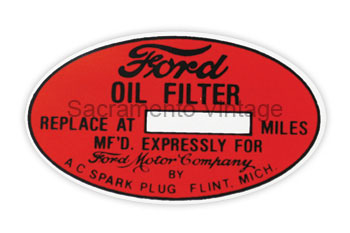 Ford
OIL FILTER
Sacramento Vintage
REPLACE AT MILES
MF'D. EXPRESSLY FOR
Ford Motor Company
BY
A C SPARK PLUG FLINT, MICH